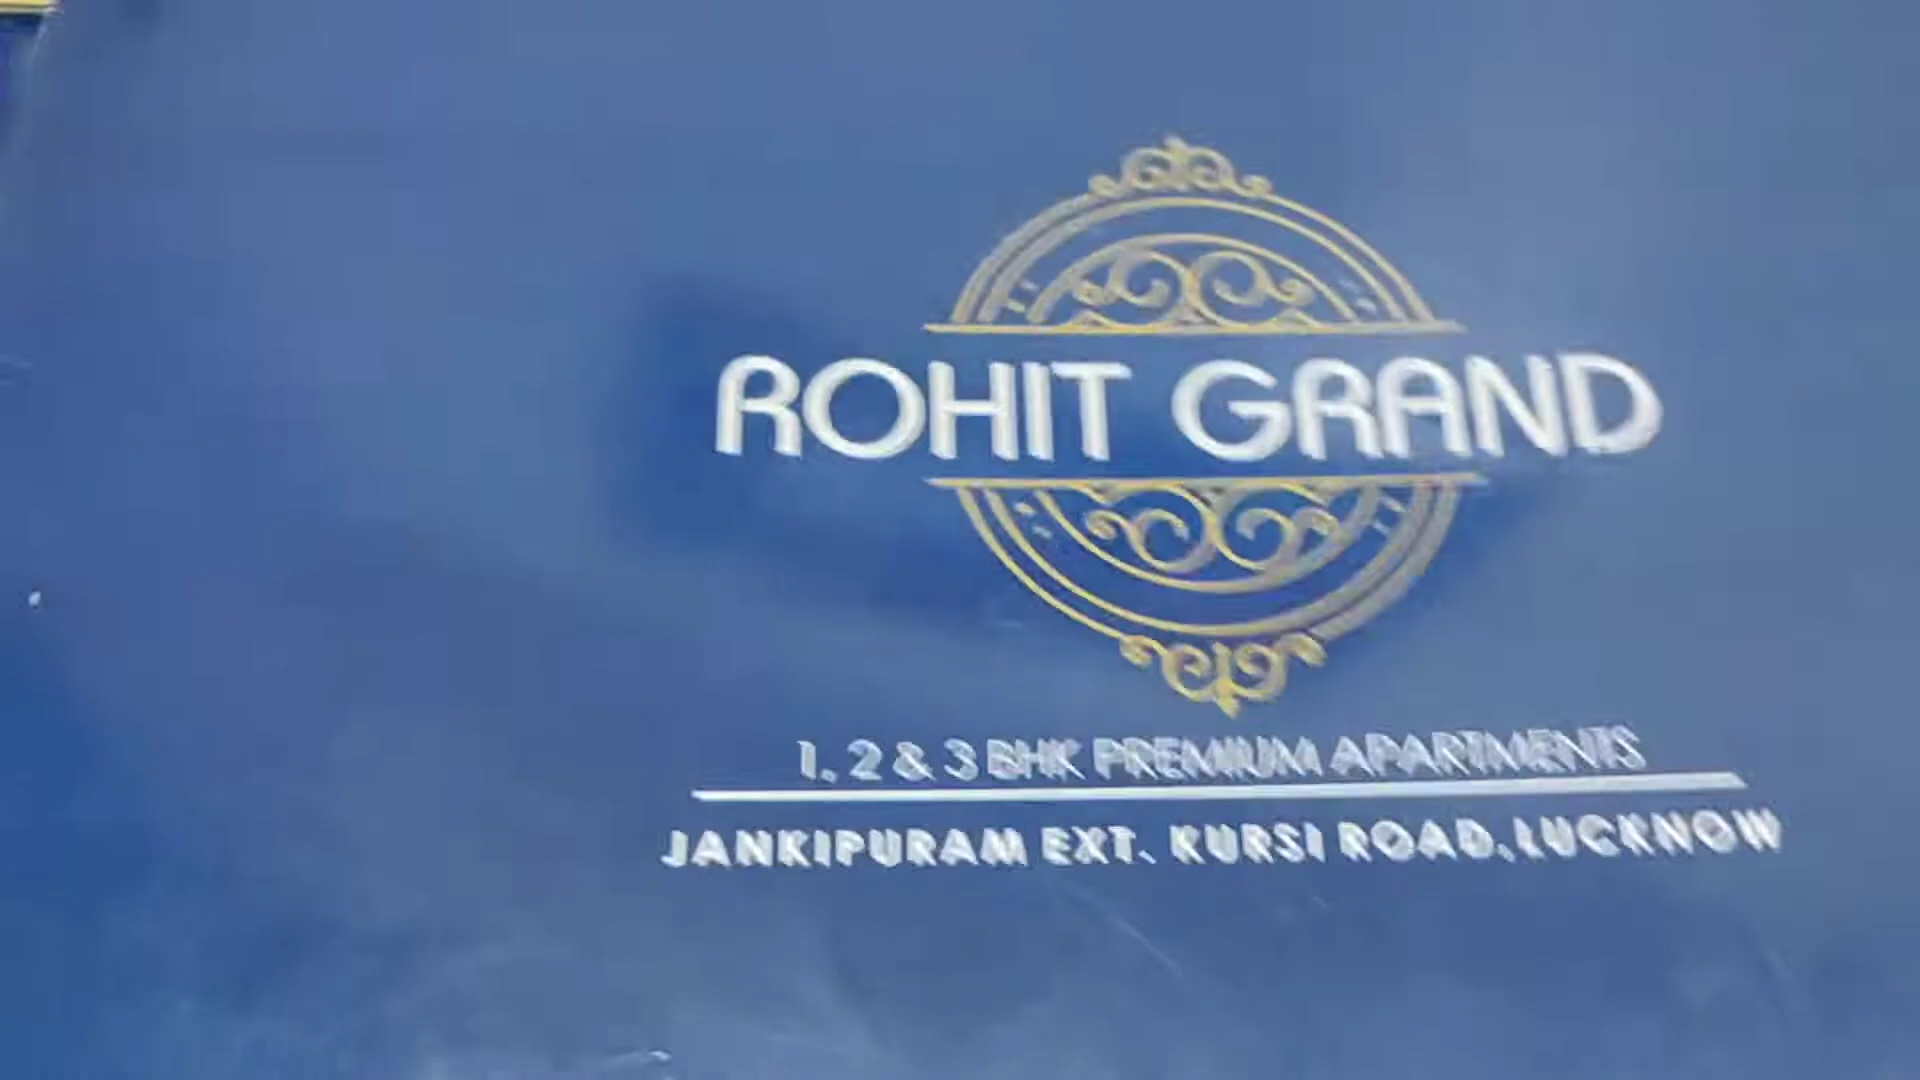 ROHIT GRAND
1, 2 & 3 BHK PREMIUM APARTMENTS
JANKIPURAM EXT. KURSI ROAD, LUCKNOW